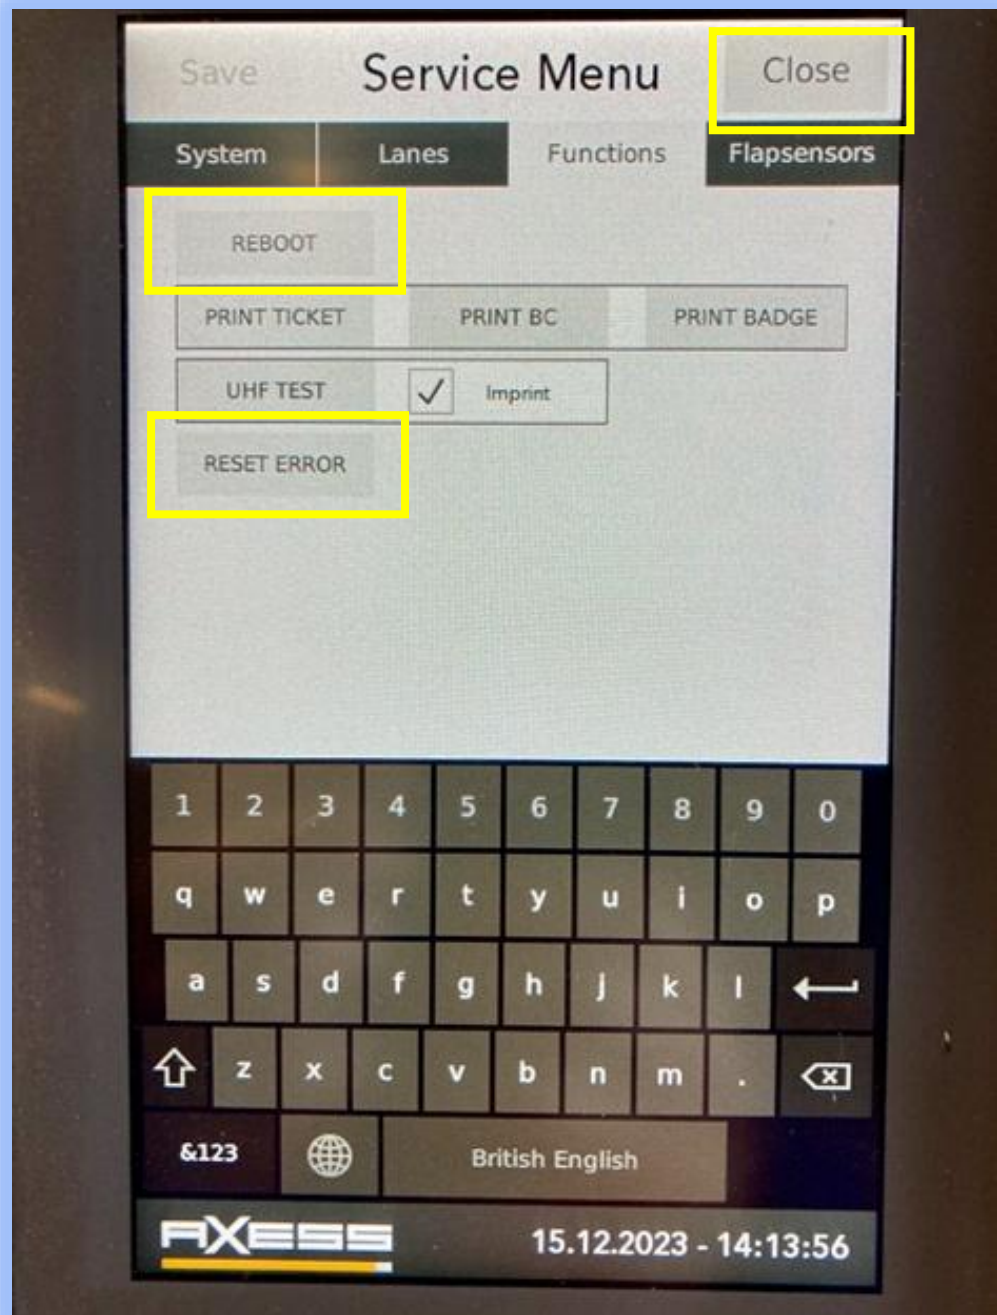 Save Service Menu Close
System Lanes Functions Flapsensors
REBOOT
PRINT TICKET PRINT BC PRINT BADGE
UHF TEST ✓ Imprint
RESET ERROR
1 2 3 4 5 6 7 8 9 0
q w e r t y u i o p
a s d f g h j k l
z x c v b n m .
&123 British English
AXESS 15.12.2023 - 14:13:56